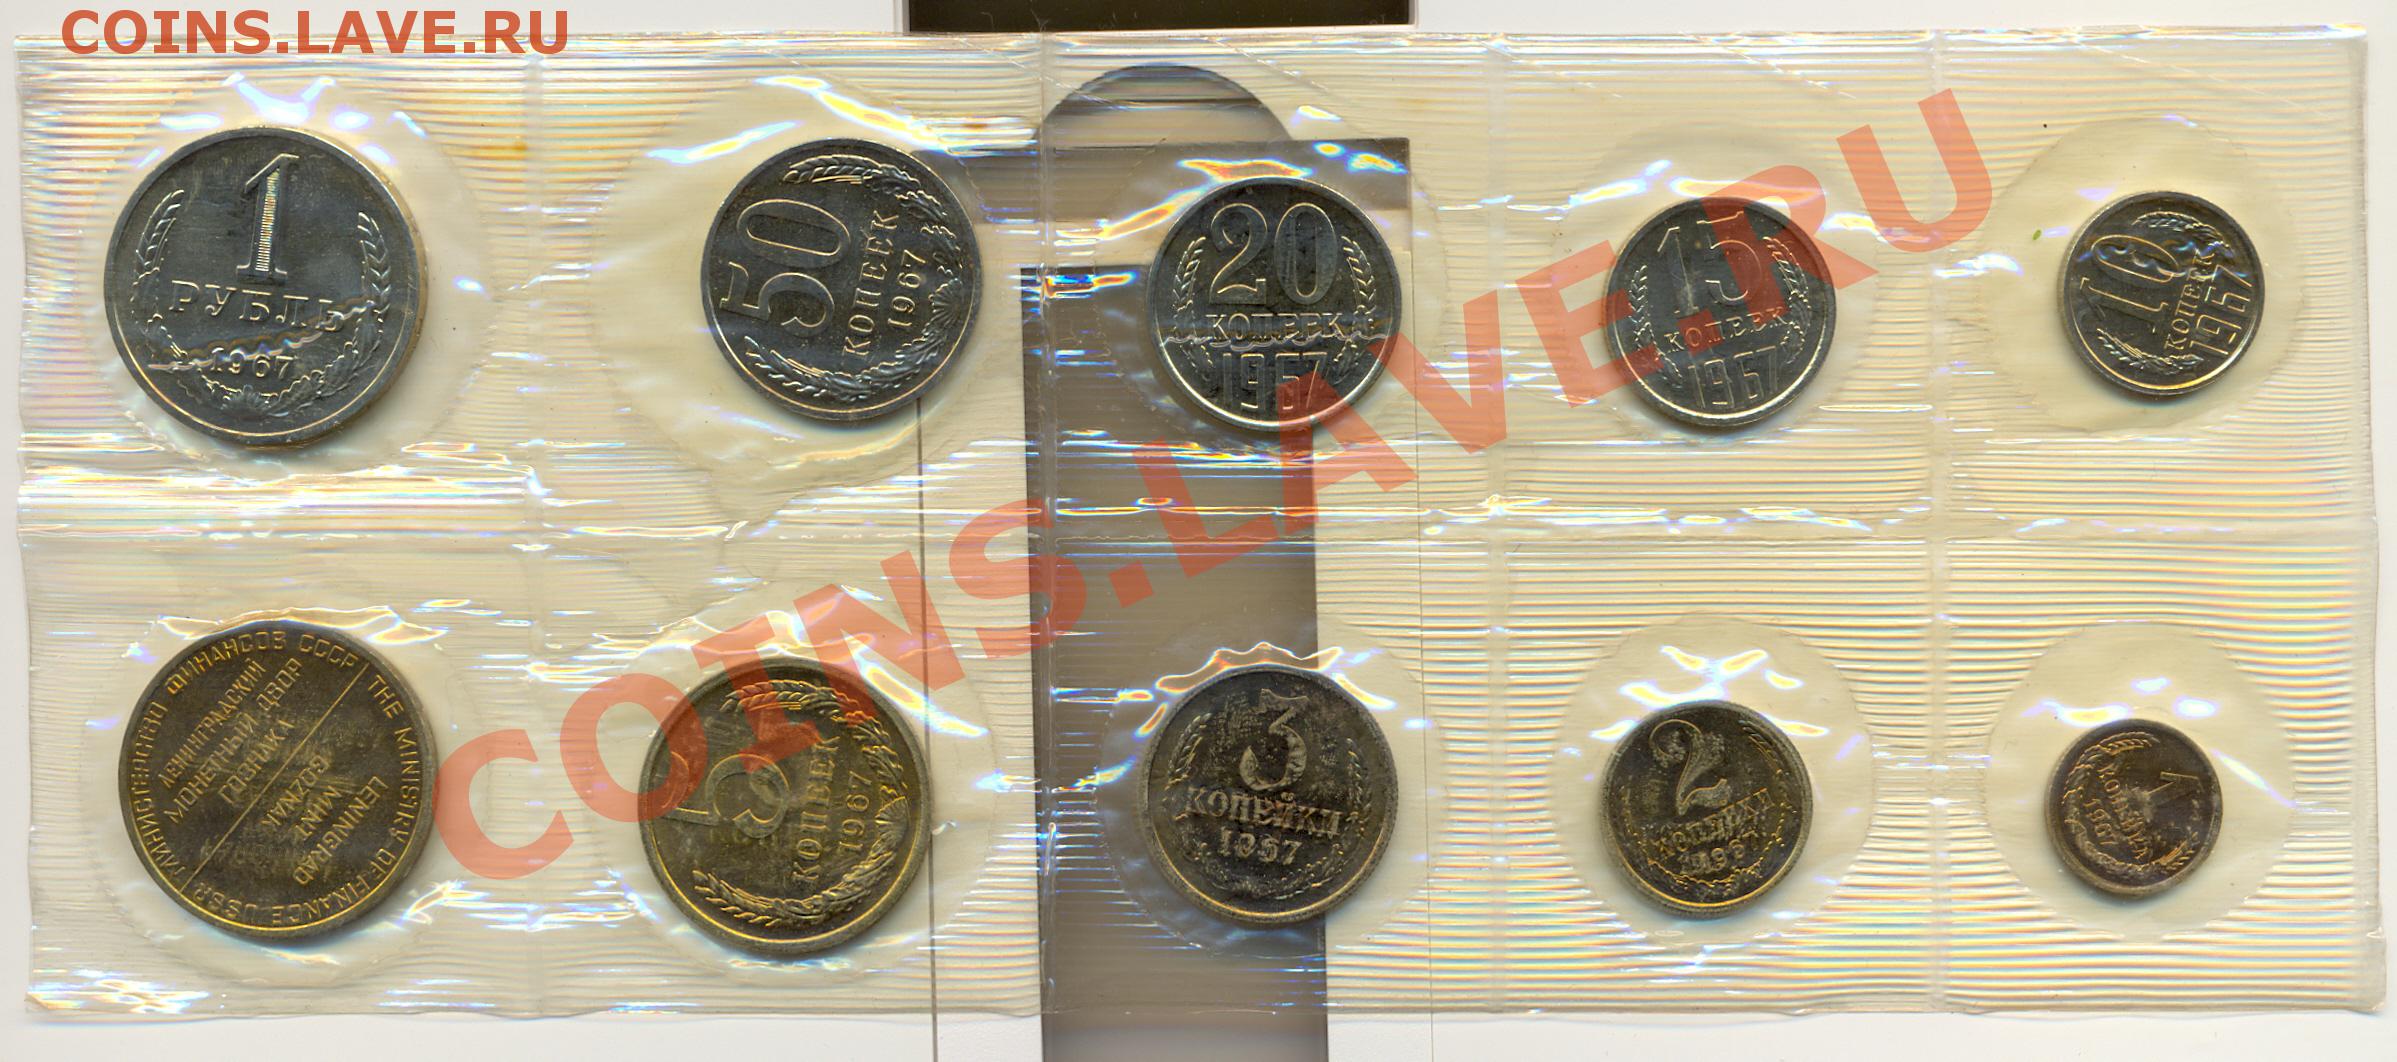 COINS.LAVE.RU
1
РУБЛЬ
1967
50
КОПЕЕК
1967
20
КОПЕЕК
1967
15
КОПЕЕК
1967
10
КОПЕЕК
1967
COINS.LAVE.RU
МИНИСТЕРСТВО ФИНАНСОВ СССР
ЛЕНИНГРАДСКИЙ
МОНЕТНЫЙ ДВОР
ГОЗНАКА
THE MINISTRY OF FINANCE USSR
LENINGRAD
MINT
GOZNAK
5
КОПЕЕК
1967
3
КОПЕЙКИ
1967
2
КОПЕЙКИ
1967
1
КОПЕЙКА
1967